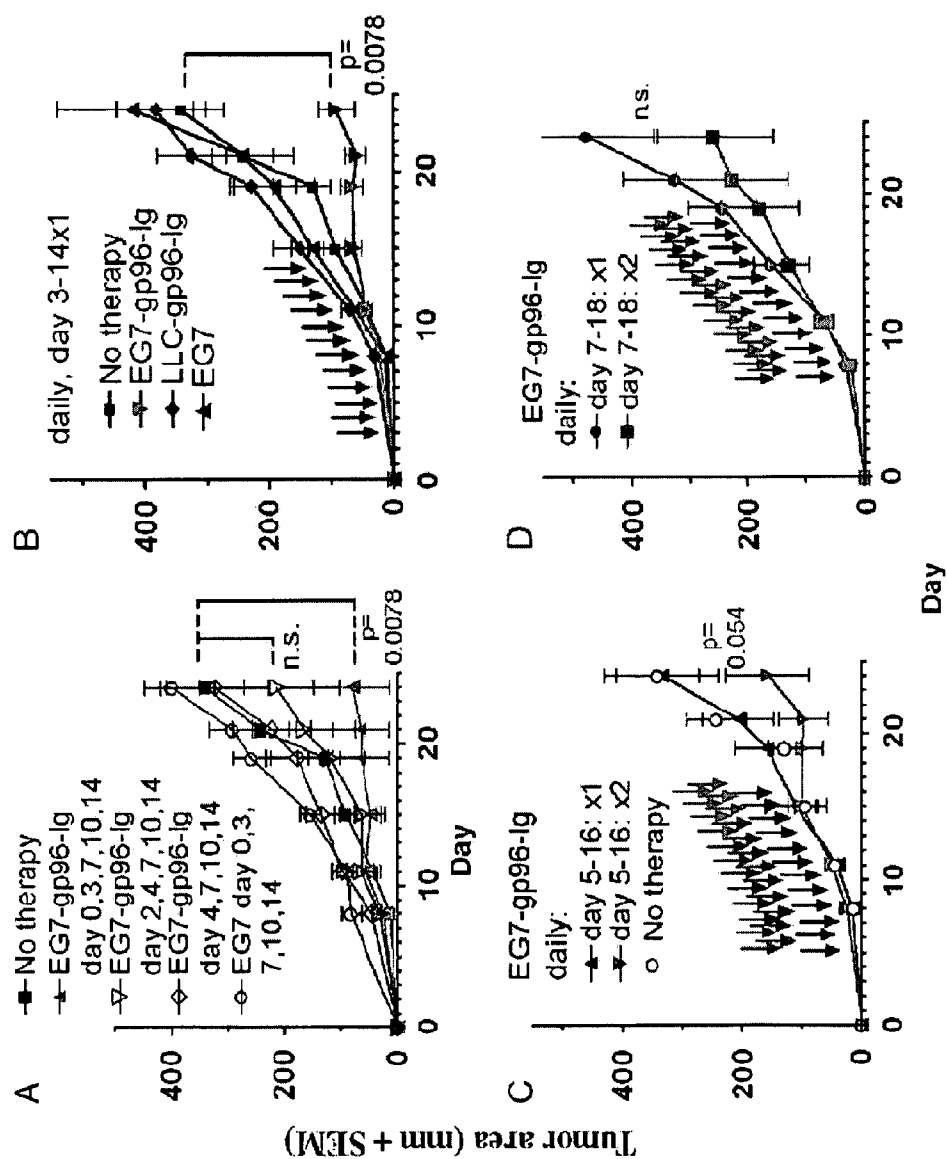 A
No therapy
EG7-gp96-Ig
day 0,3,7,10,14
EG7-gp96-Ig
day 2,4,7,10,14
EG7-gp96-Ig
day 4,7,10,14
EG7 day 0,3,
7,10,14
400
200
0
0
10
20
Day
n.s.
p=
0.0078
B
daily, day 3-14x1
No therapy
EG7-gp96-Ig
LLC-gp96-Ig
EG7
400
200
0
0
10
20
p=
0.0078
C
EG7-gp96-Ig
daily:
day 5-16: x1
day 5-16: x2
No therapy
400
200
0
0
10
20
p=
0.054
D
EG7-gp96-Ig
daily:
day 7-18: x1
day 7-18: x2
400
200
0
0
10
20
n.s.
Day
Tumor area (mm + SEM)